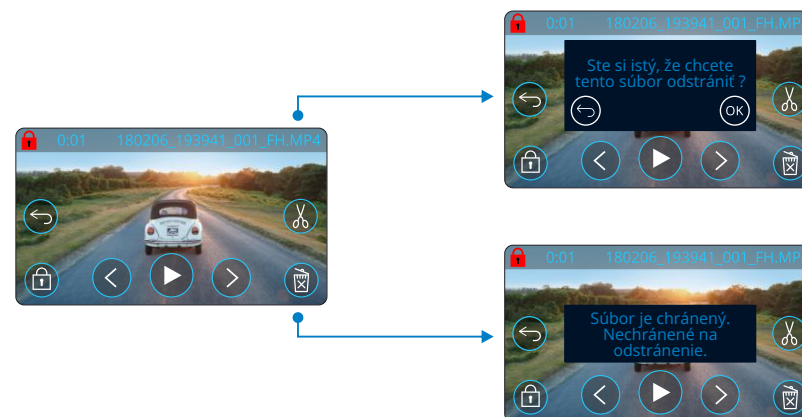 0:01 180206_193941_001_FH.MP4
0:01 180206_193941_001_FH.MP
Ste si istý, že chcete
tento súbor odstrániť ?
OK
0:01 180206_193941_001_FH.MP
Súbor je chránený.
Nechránené na
odstránenie.